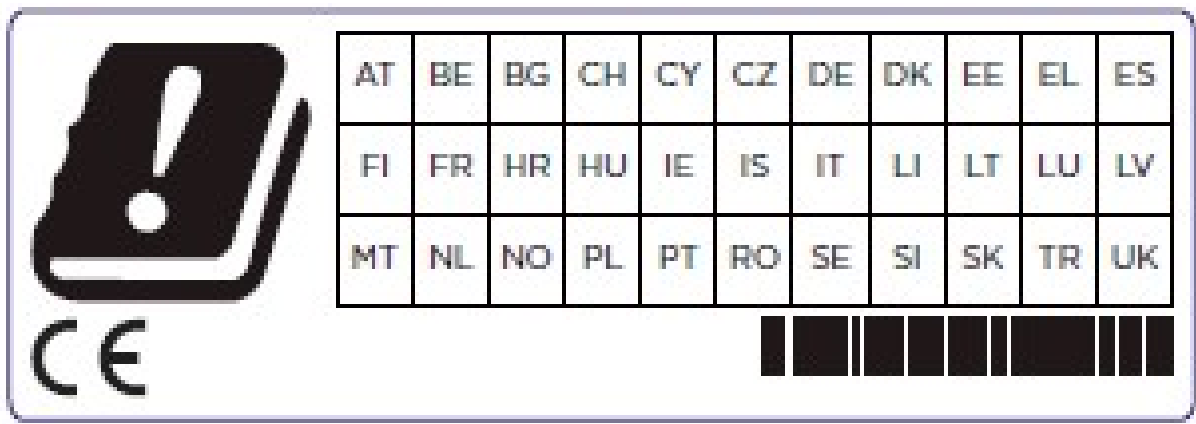 AT BE BG CH CY CZ DE DK EE EL ES
FI FR HR HU IE IS IT LI LT LU LV
MT NL NO PL PT RO SE SI SK TR UK
CE